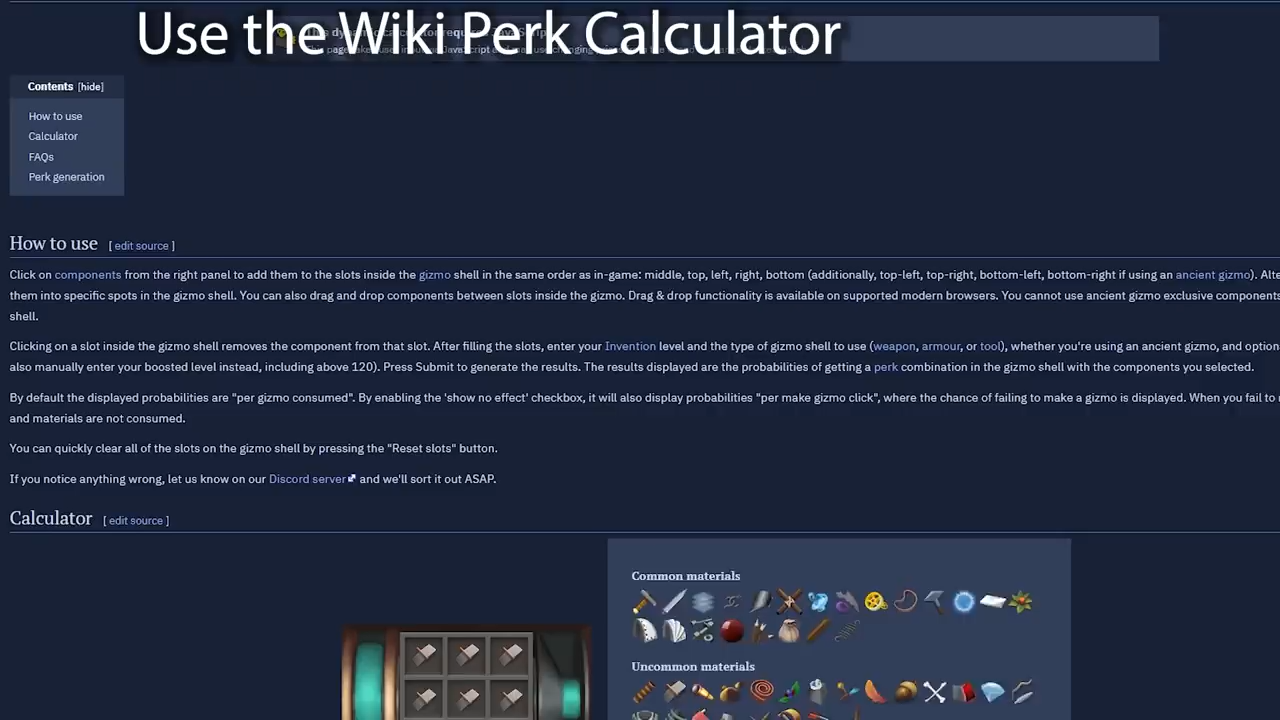 Use the Wiki Perk Calculator
Contents [hide]
How to use
Calculator
FAQs
Perk generation
How to use [ edit source ]
Click on components from the right panel to add them to the slots inside the gizmo shell in the same order as in-game: middle, top, left, right, bottom (additionally, top-left, top-right, bottom-left, bottom-right if using an ancient gizmo). Alte
them into specific spots in the gizmo shell. You can also drag and drop components between slots inside the gizmo. Drag & drop functionality is available on supported modern browsers. You cannot use ancient gizmo exclusive components
shell.
Clicking on a slot inside the gizmo shell removes the component from that slot. After filling the slots, enter your Invention level and the type of gizmo shell to use (weapon, armour, or tool), whether you're using an ancient gizmo, and option
also manually enter your boosted level instead, including above 120). Press Submit to generate the results. The results displayed are the probabilities of getting a perk combination in the gizmo shell with the components you selected.
By default the displayed probabilities are "per gizmo consumed". By enabling the 'show no effect' checkbox, it will also display probabilities "per make gizmo click", where the chance of failing to make a gizmo is displayed. When you fail to
and materials are not consumed.
You can quickly clear all of the slots on the gizmo shell by pressing the "Reset slots" button.
If you notice anything wrong, let us know on our Discord server and we'll sort it out ASAP.
Calculator [ edit source ]
Common materials
Uncommon materials